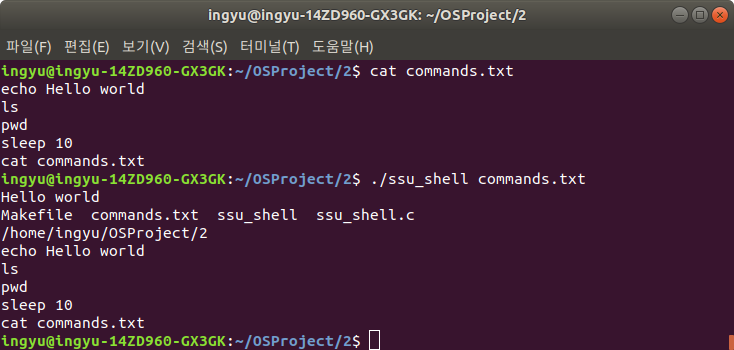 ingyu@ingyu-14ZD960-GX3GK: ~/OSProject/2
파일(F) 편집(E) 보기(V) 검색(S) 터미널(T) 도움말(H)
ingyu@ingyu-14ZD960-GX3GK:~/OSProject/2$ cat commands.txt
echo Hello world
ls
pwd
sleep 10
cat commands.txt
ingyu@ingyu-14ZD960-GX3GK:~/OSProject/2$ ./ssu_shell commands.txt
Hello world
Makefile  commands.txt  ssu_shell  ssu_shell.c
/home/ingyu/OSProject/2
echo Hello world
ls
pwd
sleep 10
cat commands.txt
ingyu@ingyu-14ZD960-GX3GK:~/OSProject/2$